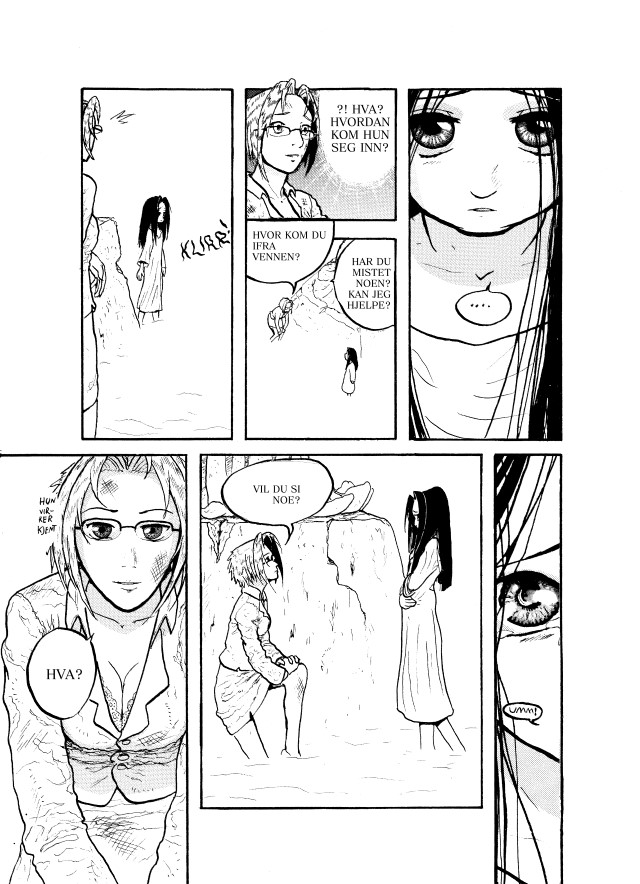 KLIRR!
?! HVA?
HVORDAN
KOM HUN
SEG INN?
HVOR KOM DU
IFRA
VENNEN?
HAR DU
MISTET
NOEN?
KAN JEG
HJELPE?
....
HUN
VIR-
KER
KJENT
HVA?
VIL DU SI
NOE?
UMM!